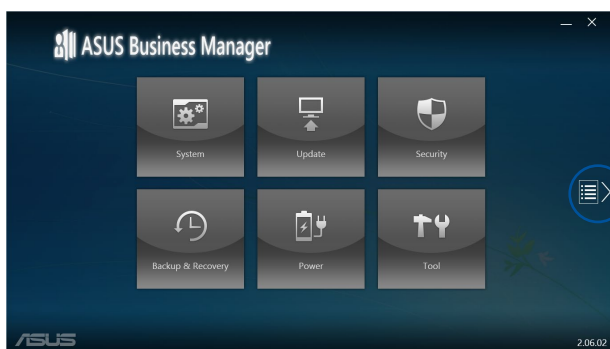 ASUS Business Manager
System
Update
Security
Backup & Recovery
Power
Tool
ASUS
2.06.02